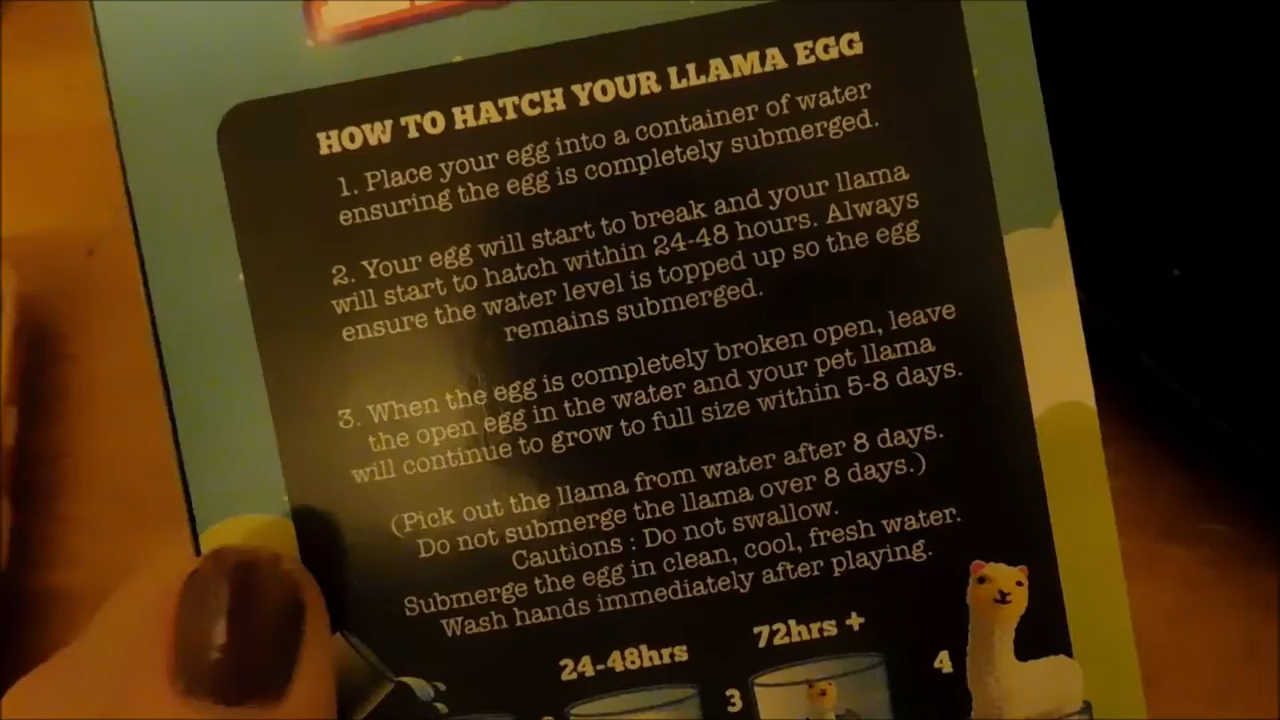 HOW TO HATCH YOUR LLAMA EGG
1. Place your egg into a container of water
ensuring the egg is completely submerged.
2. Your egg will start to break and your llama
will start to hatch within 24-48 hours. Always
ensure the water level is topped up so the egg
remains submerged.
3. When the egg is completely broken open, leave
the open egg in the water and your pet llama
will continue to grow to full size within 5-8 days.
(Pick out the llama from water after 8 days.
Do not submerge the llama over 8 days.)
Cautions : Do not swallow.
Submerge the egg in clean, cool, fresh water.
Wash hands immediately after playing.
24-48hrs
72hrs +
3
4